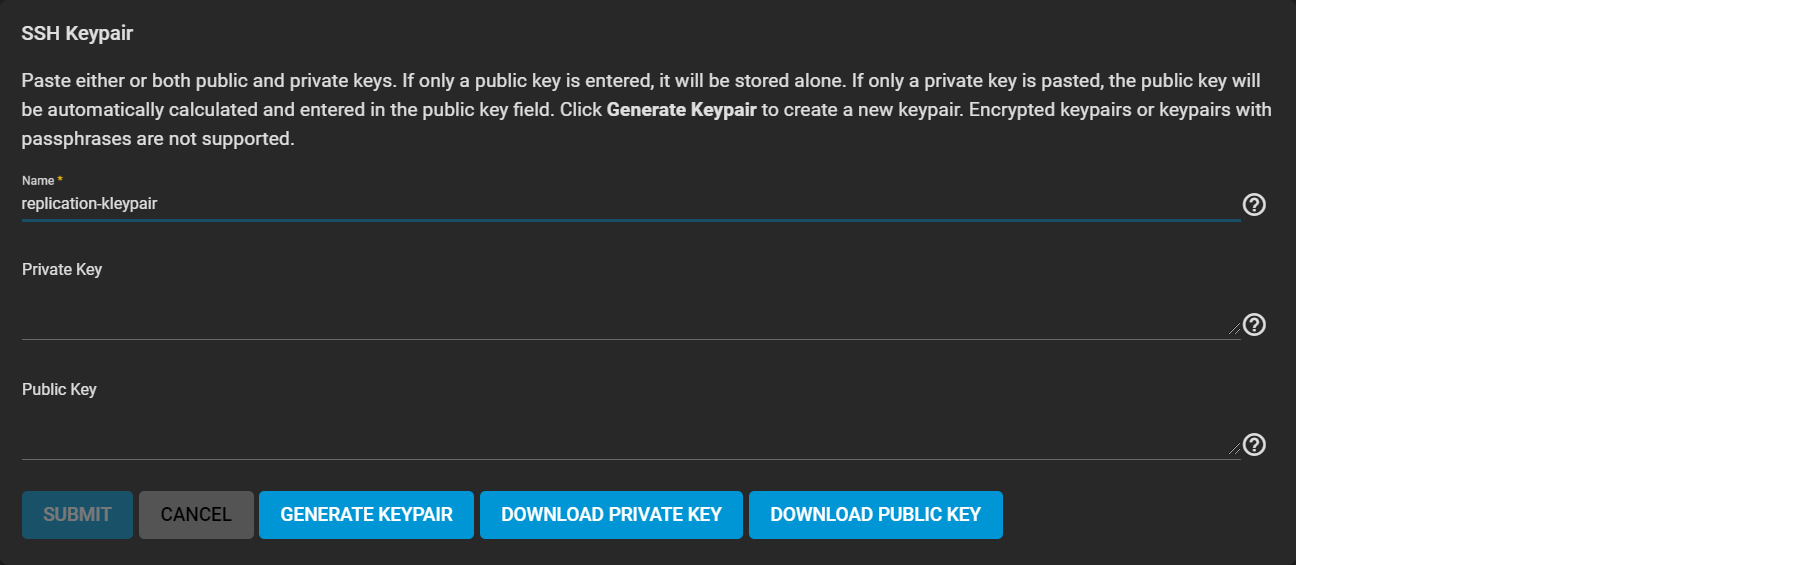 SSH Keypair
Paste either or both public and private keys. If only a public key is entered, it will be stored alone. If only a private key is pasted, the public key will
be automatically calculated and entered in the public key field. Click Generate Keypair to create a new keypair. Encrypted keypairs or keypairs with
passphrases are not supported.
Name *
replication-kleypair
Private Key
Public Key
SUBMIT CANCEL GENERATE KEYPAIR DOWNLOAD PRIVATE KEY DOWNLOAD PUBLIC KEY